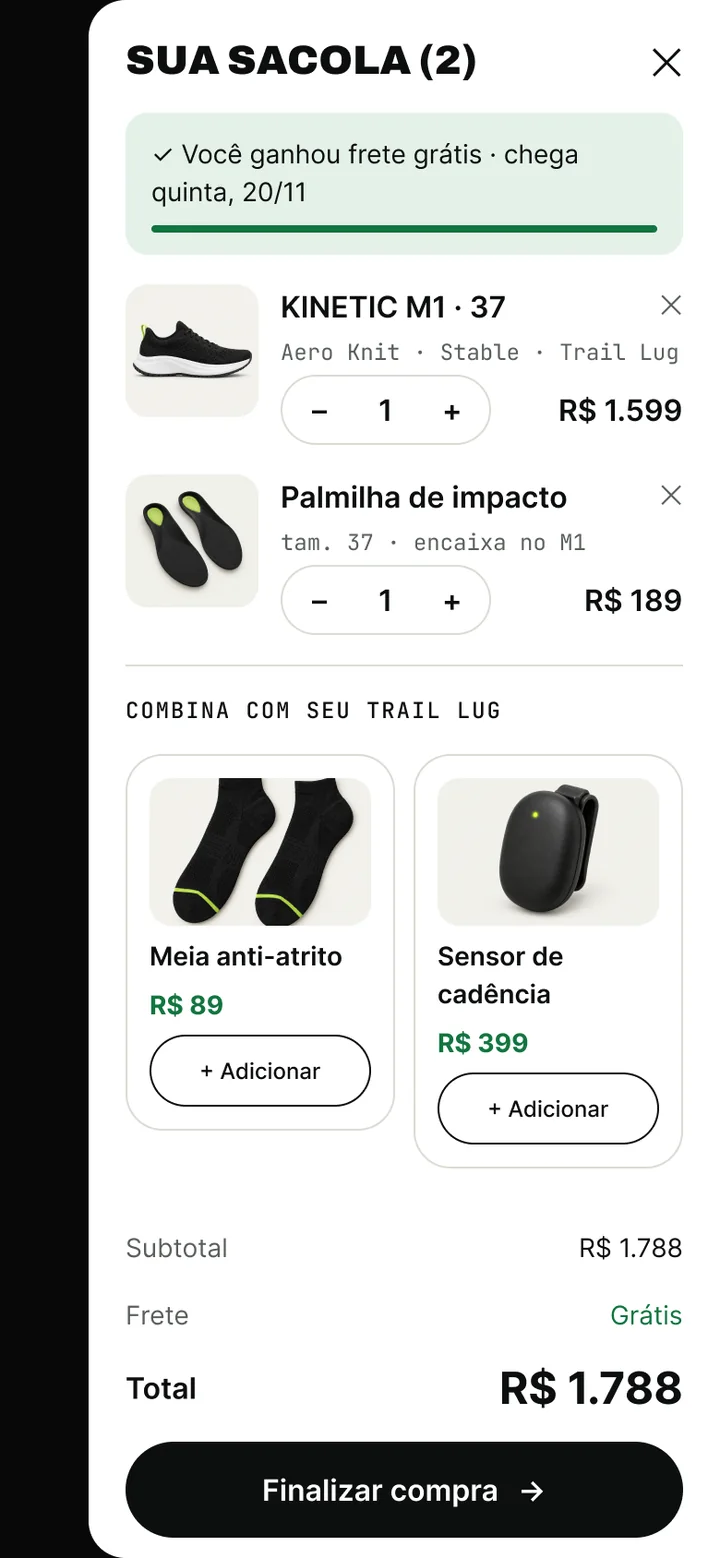 SUA SACOLA (2)
✓ Você ganhou frete grátis · chega
quinta, 20/11
KINETIC M1 · 37
Aero Knit · Stable · Trail Lug
− 1 +
R$ 1.599
Palmilha de impacto
tam. 37 · encaixa no M1
− 1 +
R$ 189
COMBINA COM SEU TRAIL LUG
Meia anti-atrito
R$ 89
+ Adicionar
Sensor de
cadência
R$ 399
+ Adicionar
Subtotal
R$ 1.788
Frete
Grátis
Total
R$ 1.788
Finalizar compra →